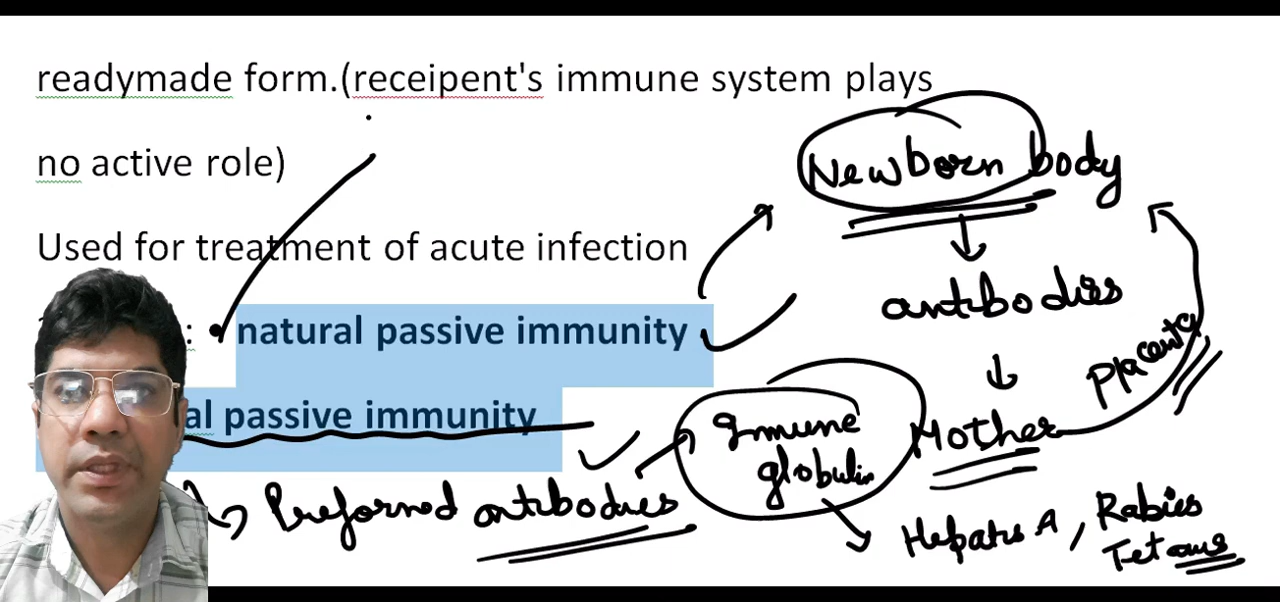 readymade form.(receipent's immune system plays
no active role)
Used for treatment of acute infection
: • natural passive immunity
al passive immunity
Newborn body
antibodies
Mother
Placenta
Preformed antibodies
Immune
globulin
Hepatis A, Rabies
Tetanus